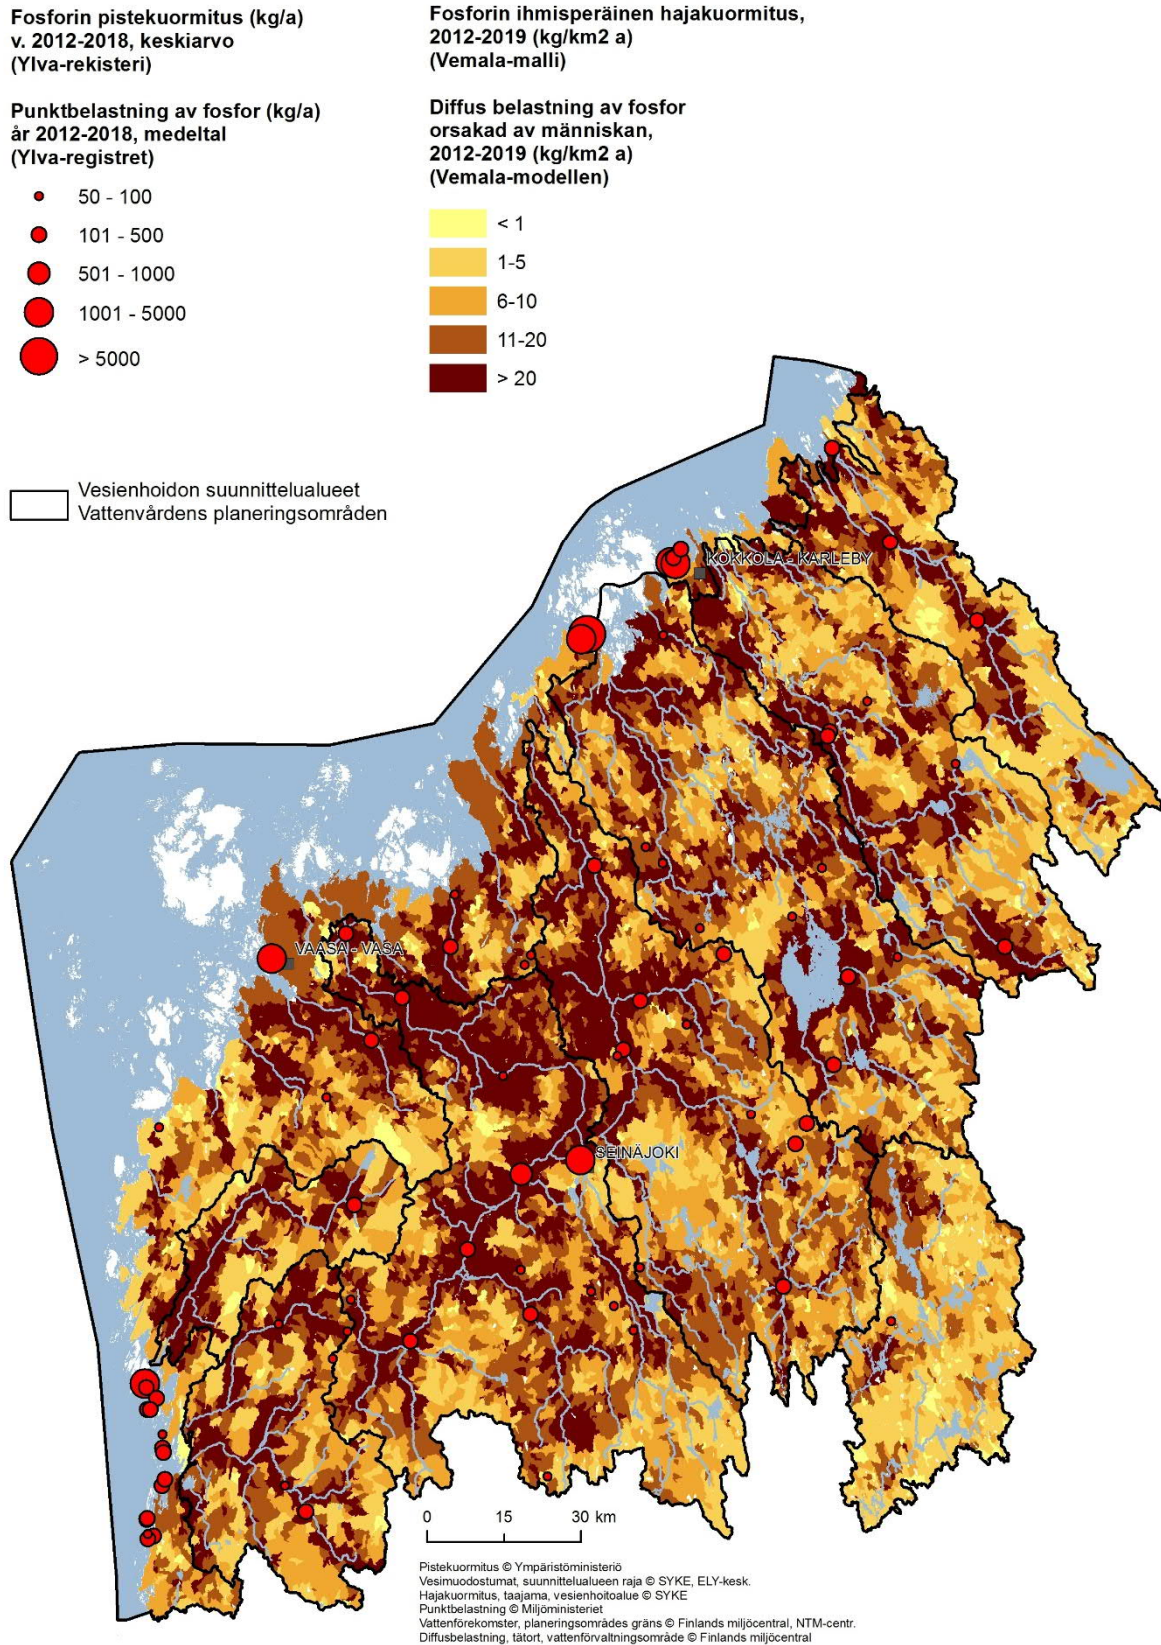 Fosforin pistekuormitus (kg/a)
v. 2012-2018, keskiarvo
(Ylva-rekisteri)
Punktbelastning av fosfor (kg/a)
år 2012-2018, medeltal
(Ylva-registret)
50 - 100
101 - 500
501 - 1000
1001 - 5000
> 5000
Fosforin ihmisperäinen hajakuormitus,
2012-2019 (kg/km2 a)
(Vemala-malli)
Diffus belastning av fosfor
orsakad av människan,
2012-2019 (kg/km2 a)
(Vemala-modellen)
< 1
1-5
6-10
11-20
> 20
Vesienhoidon suunnittelualueet
Vattenvårdens planeringsområden
KOKKOLA - KARLEBY
VAASA - VASA
SEINÄJOKI
0 15 30 km
Pistekuormitus © Ympäristöministeriö
Vesimuodostumat, suunnittelualueen raja © SYKE, ELY-kesk.
Hajakuormitus, taajama, vesienhoitoalue © SYKE
Punktbelastning © Miljöministeriet
Vattenförekomster, planeringsområdes gräns © Finlands miljöcentral, NTM-centr.
Diffusbelastning, tätort, vattenförvaltningsområde © Finlands miljöcentral